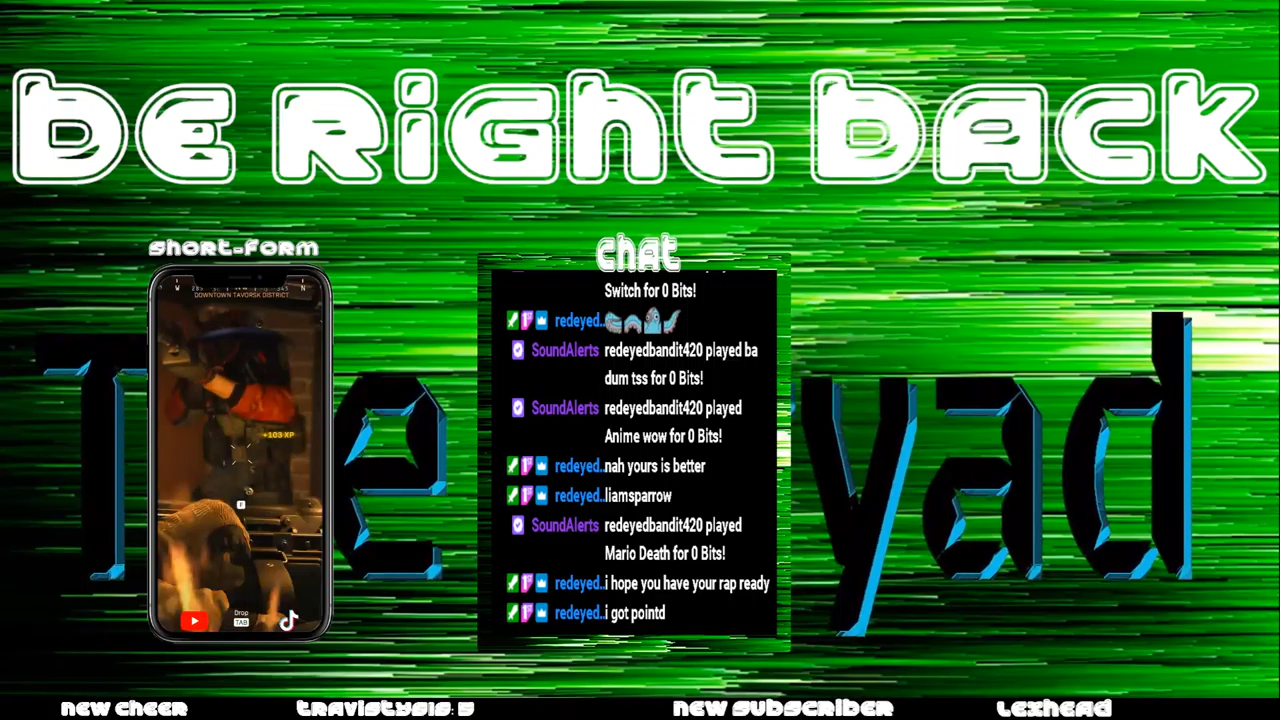 Be Right Back
Short-Form
Chat
W
N
DOWNTOWN TAVORSK DISTRICT
+103 XP
F
Drop
TAB
Switch for 0 Bits!
redeyed..
SoundAlerts redeyedbandit420 played ba
dum tss for 0 Bits!
SoundAlerts redeyedbandit420 played
Anime wow for 0 Bits!
redeyed.. nah yours is better
redeyed.. liamsparrow
SoundAlerts redeyedbandit420 played
Mario Death for 0 Bits!
redeyed.. i hope you have your rap ready
redeyed.. i got pointd
yad
New Cheer
Travistysis: 5
New Subscriber
Lexhead